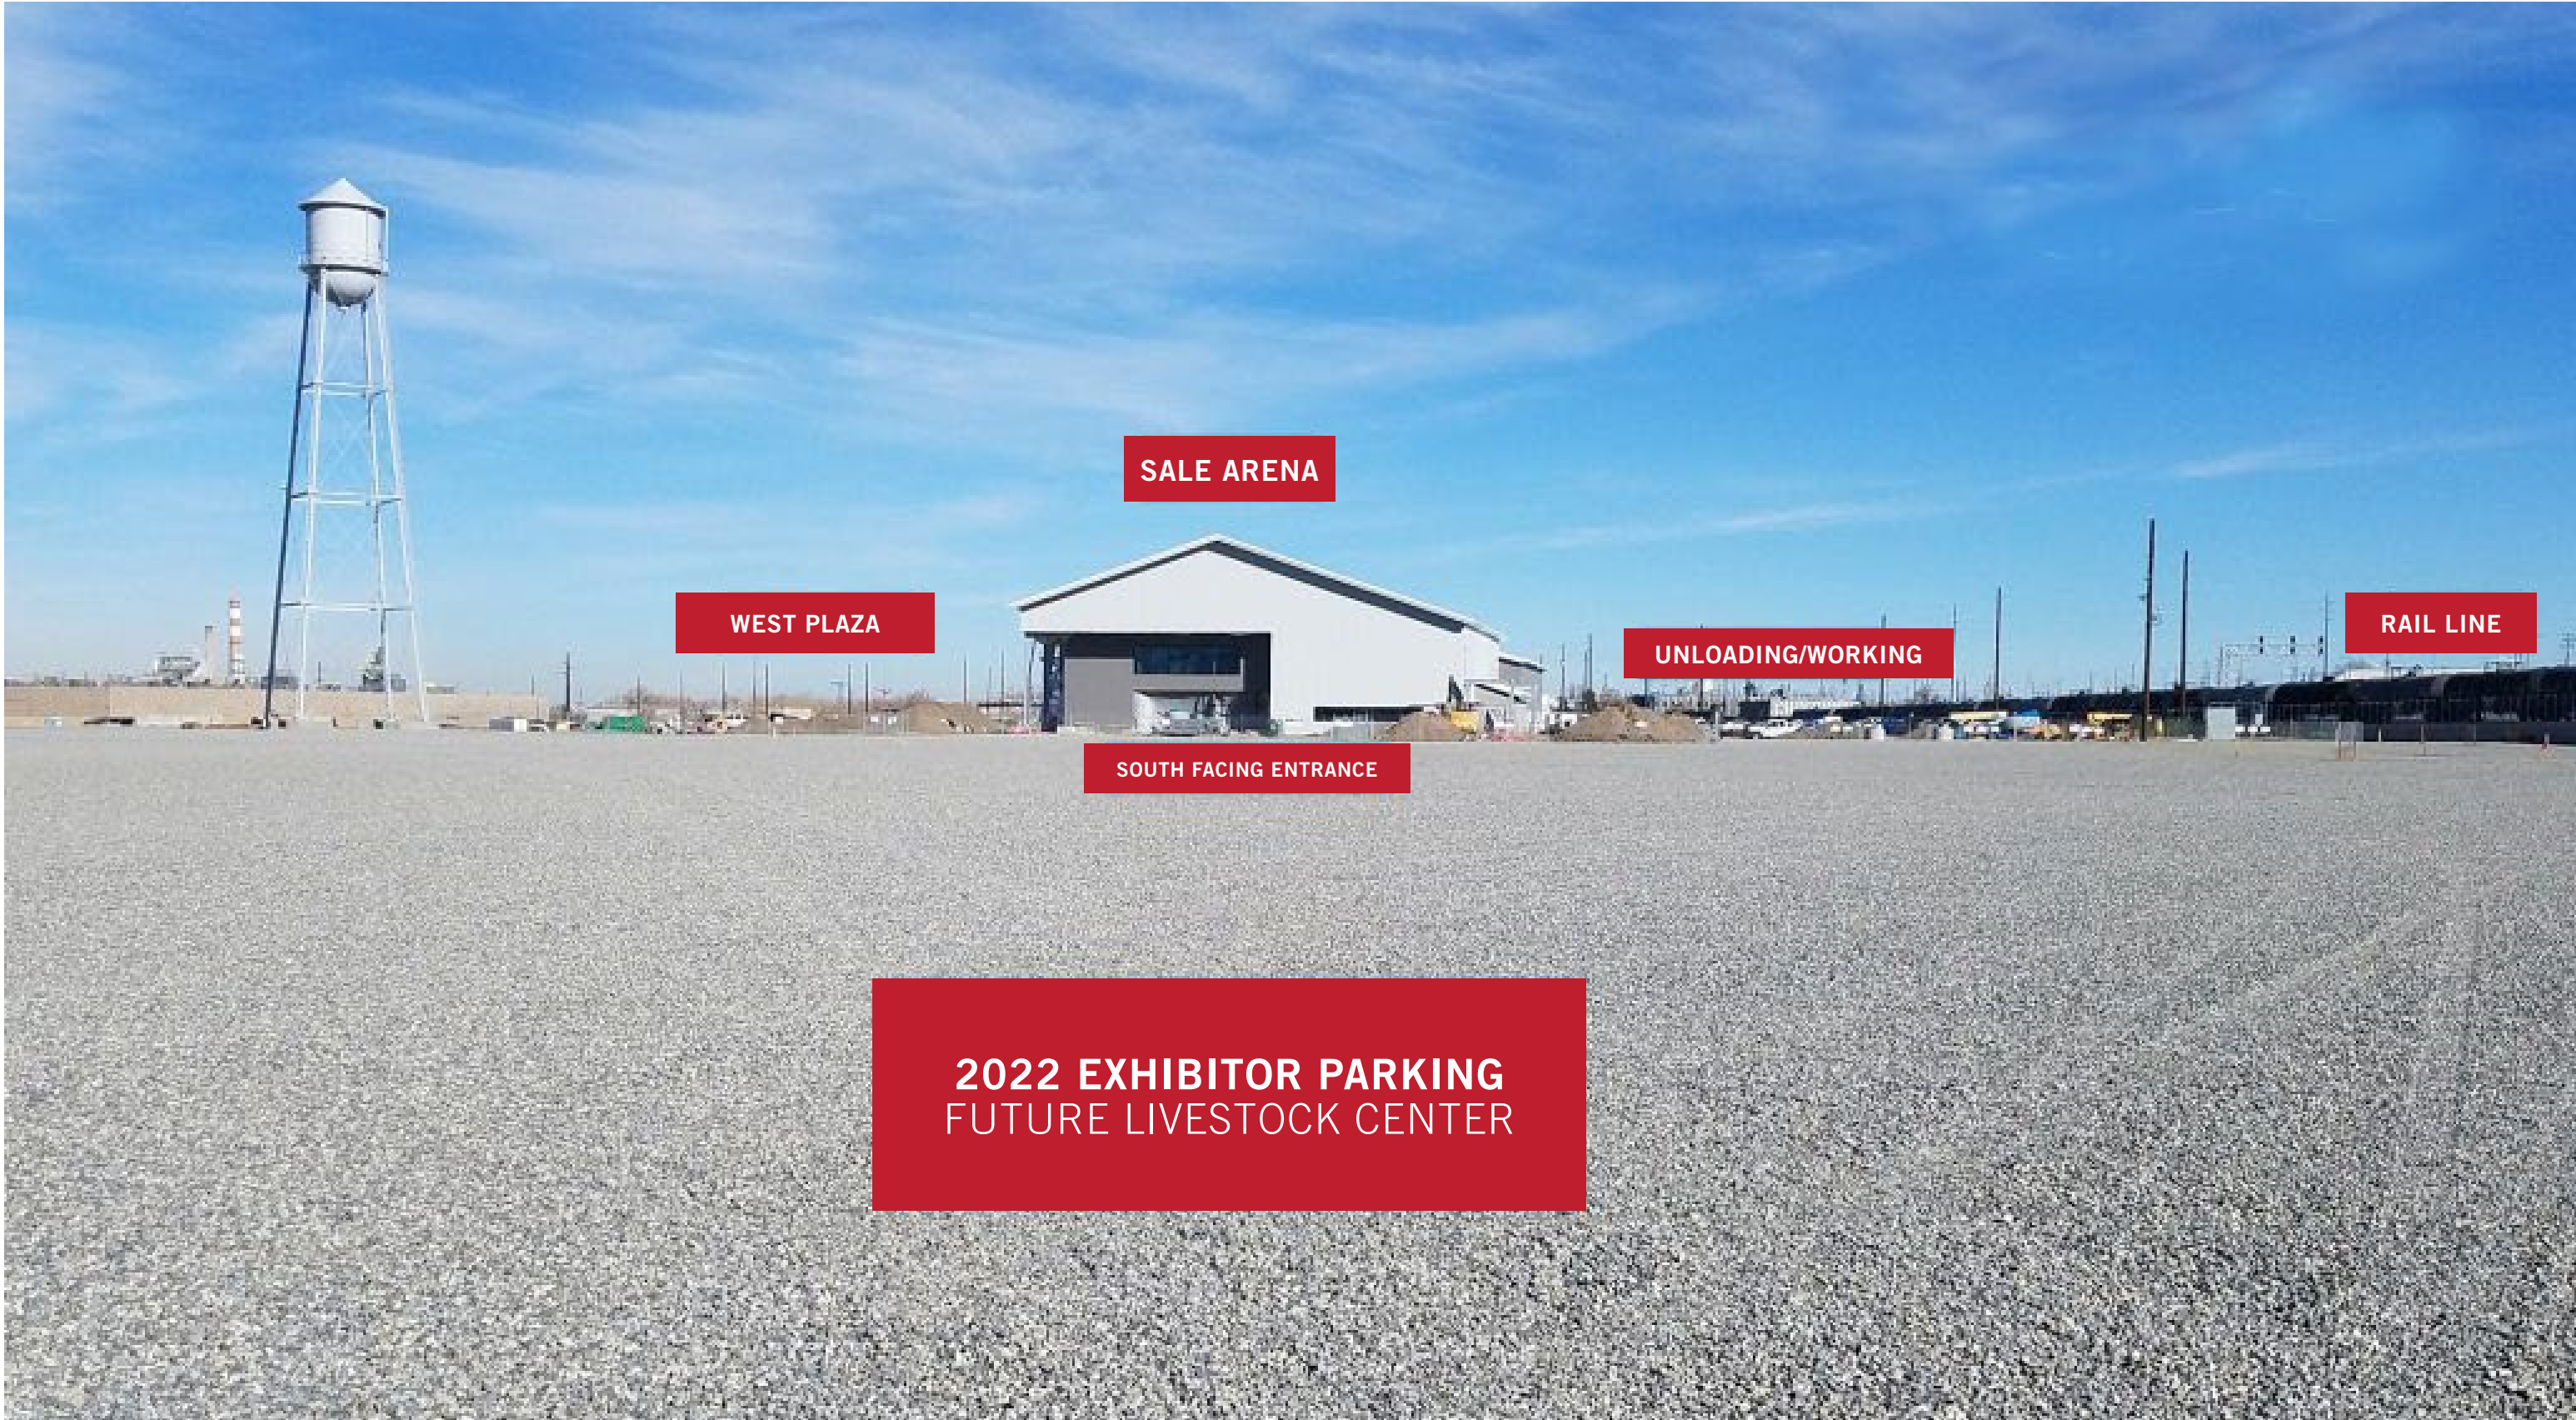 SALE ARENA
WEST PLAZA
RAIL LINE
UNLOADING/WORKING
SOUTH FACING ENTRANCE
2022 EXHIBITOR PARKING
FUTURE LIVESTOCK CENTER